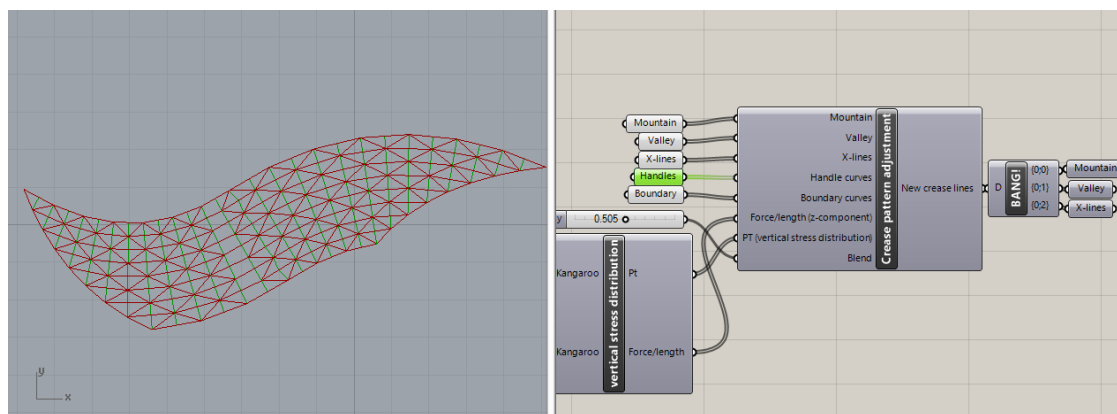 y
x
Mountain
Valley
X-lines
Handles
Boundary
y
0.505
Kangaroo
Kangaroo
vertical stress distribution
Pt
Force/length
Mountain
Valley
X-lines
Handle curves
Boundary curves
Force/length (z-component)
PT (vertical stress distribution)
Blend
Crease pattern adjustment
New crease lines
D
BANG!
{0;0}
{0;1}
{0;2}
Mountain
Valley
X-lines